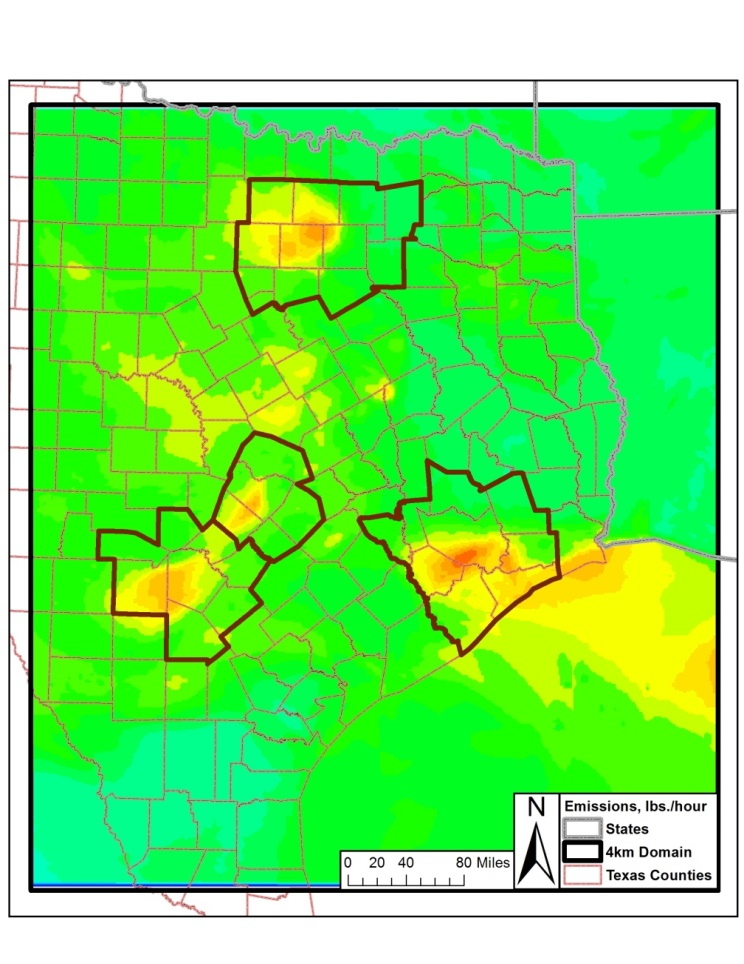 N
Emissions, lbs./hour
States
4km Domain
Texas Counties
0 20 40 80 Miles